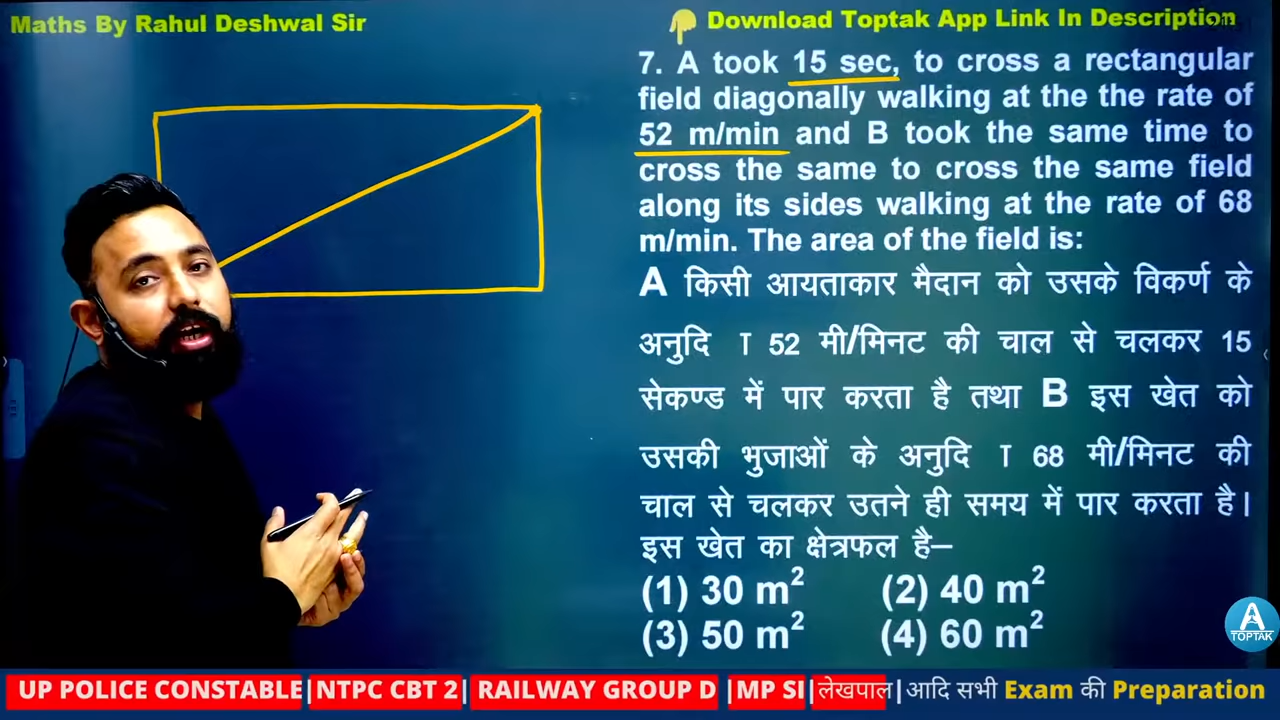 Maths By Rahul Deshwal Sir
Download Toptak App Link In Description
7. A took 15 sec, to cross a rectangular
field diagonally walking at the the rate of
52 m/min and B took the same time to
cross the same to cross the same field
along its sides walking at the rate of 68
m/min. The area of the field is:
A किसी आयताकार मैदान को उसके विकर्ण के
अनुदि ा 52 मी/मिनट की चाल से चलकर 15
सेकण्ड में पार करता है तथा B इस खेत को
उसकी भुजाओं के अनुदि ा 68 मी/मिनट की
चाल से चलकर उतने ही समय में पार करता है।
इस खेत का क्षेत्रफल है–
(1) 30 m² (2) 40 m²
(3) 50 m² (4) 60 m²
A
TOPTAK
UP POLICE CONSTABLE|NTPC CBT 2| RAILWAY GROUP D |MP SI|लेखपाल|आदि सभी Exam की Preparation